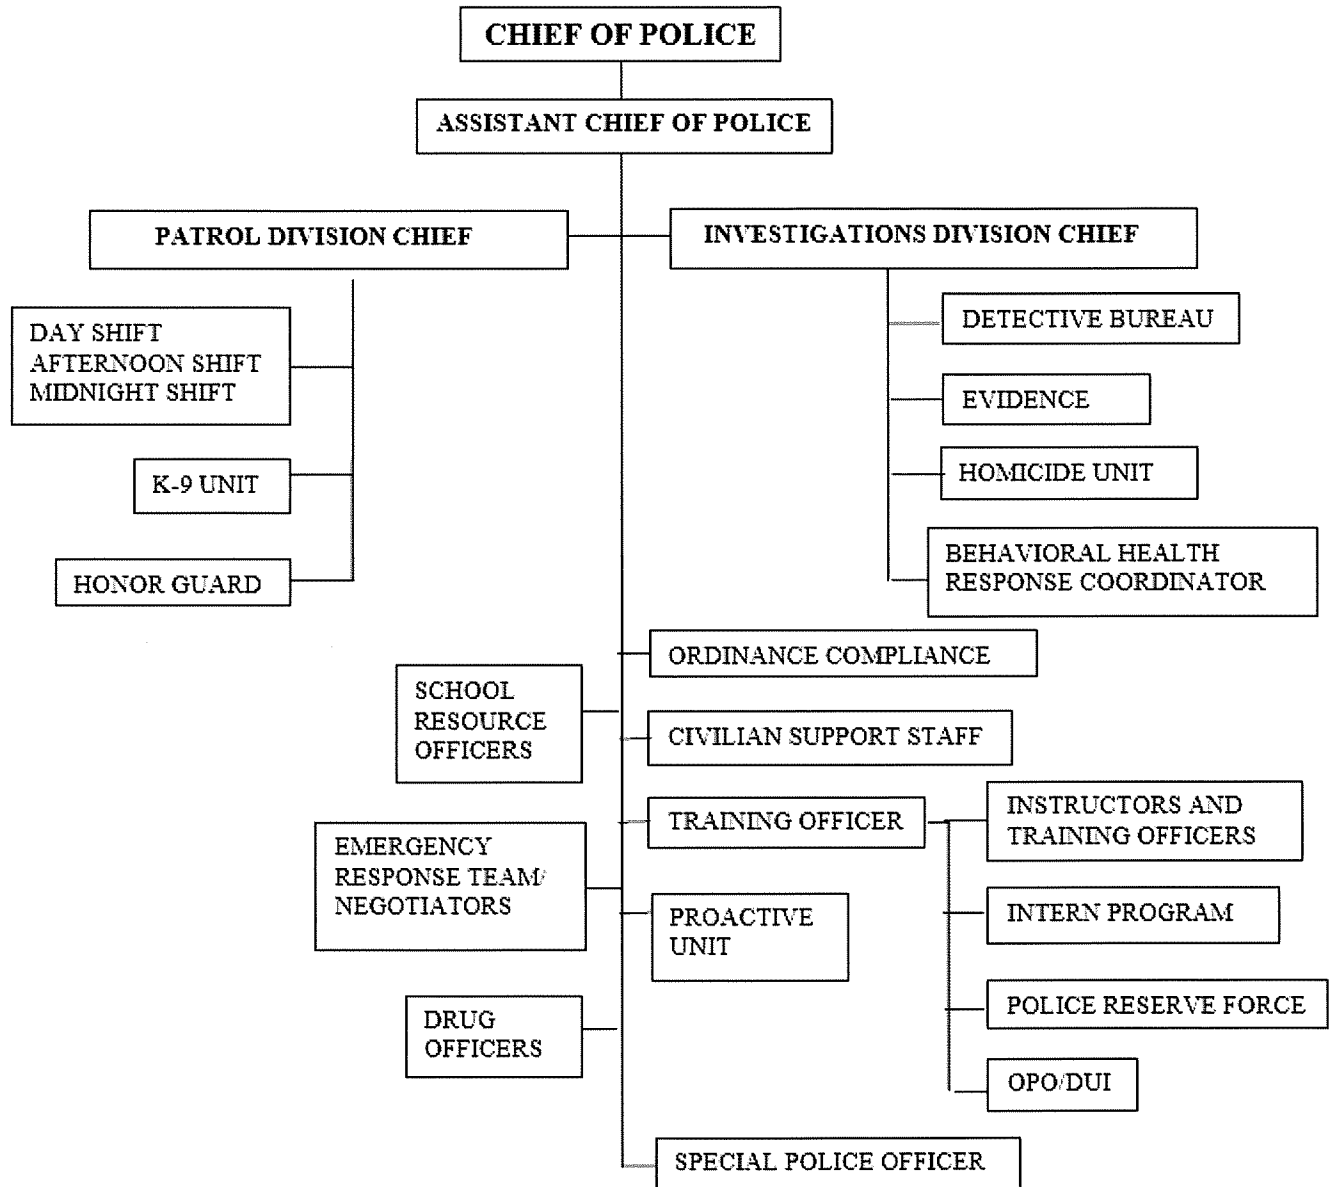 CHIEF OF POLICE
ASSISTANT CHIEF OF POLICE
PATROL DIVISION CHIEF
INVESTIGATIONS DIVISION CHIEF
DAY SHIFT
AFTERNOON SHIFT
MIDNIGHT SHIFT
K-9 UNIT
HONOR GUARD
DETECTIVE BUREAU
EVIDENCE
HOMICIDE UNIT
BEHAVIORAL HEALTH
RESPONSE COORDINATOR
ORDINANCE COMPLIANCE
SCHOOL
RESOURCE
OFFICERS
CIVILIAN SUPPORT STAFF
TRAINING OFFICER
INSTRUCTORS AND
TRAINING OFFICERS
EMERGENCY
RESPONSE TEAM/
NEGOTIATORS
INTERN PROGRAM
PROACTIVE
UNIT
POLICE RESERVE FORCE
DRUG
OFFICERS
OPO/DUI
SPECIAL POLICE OFFICER